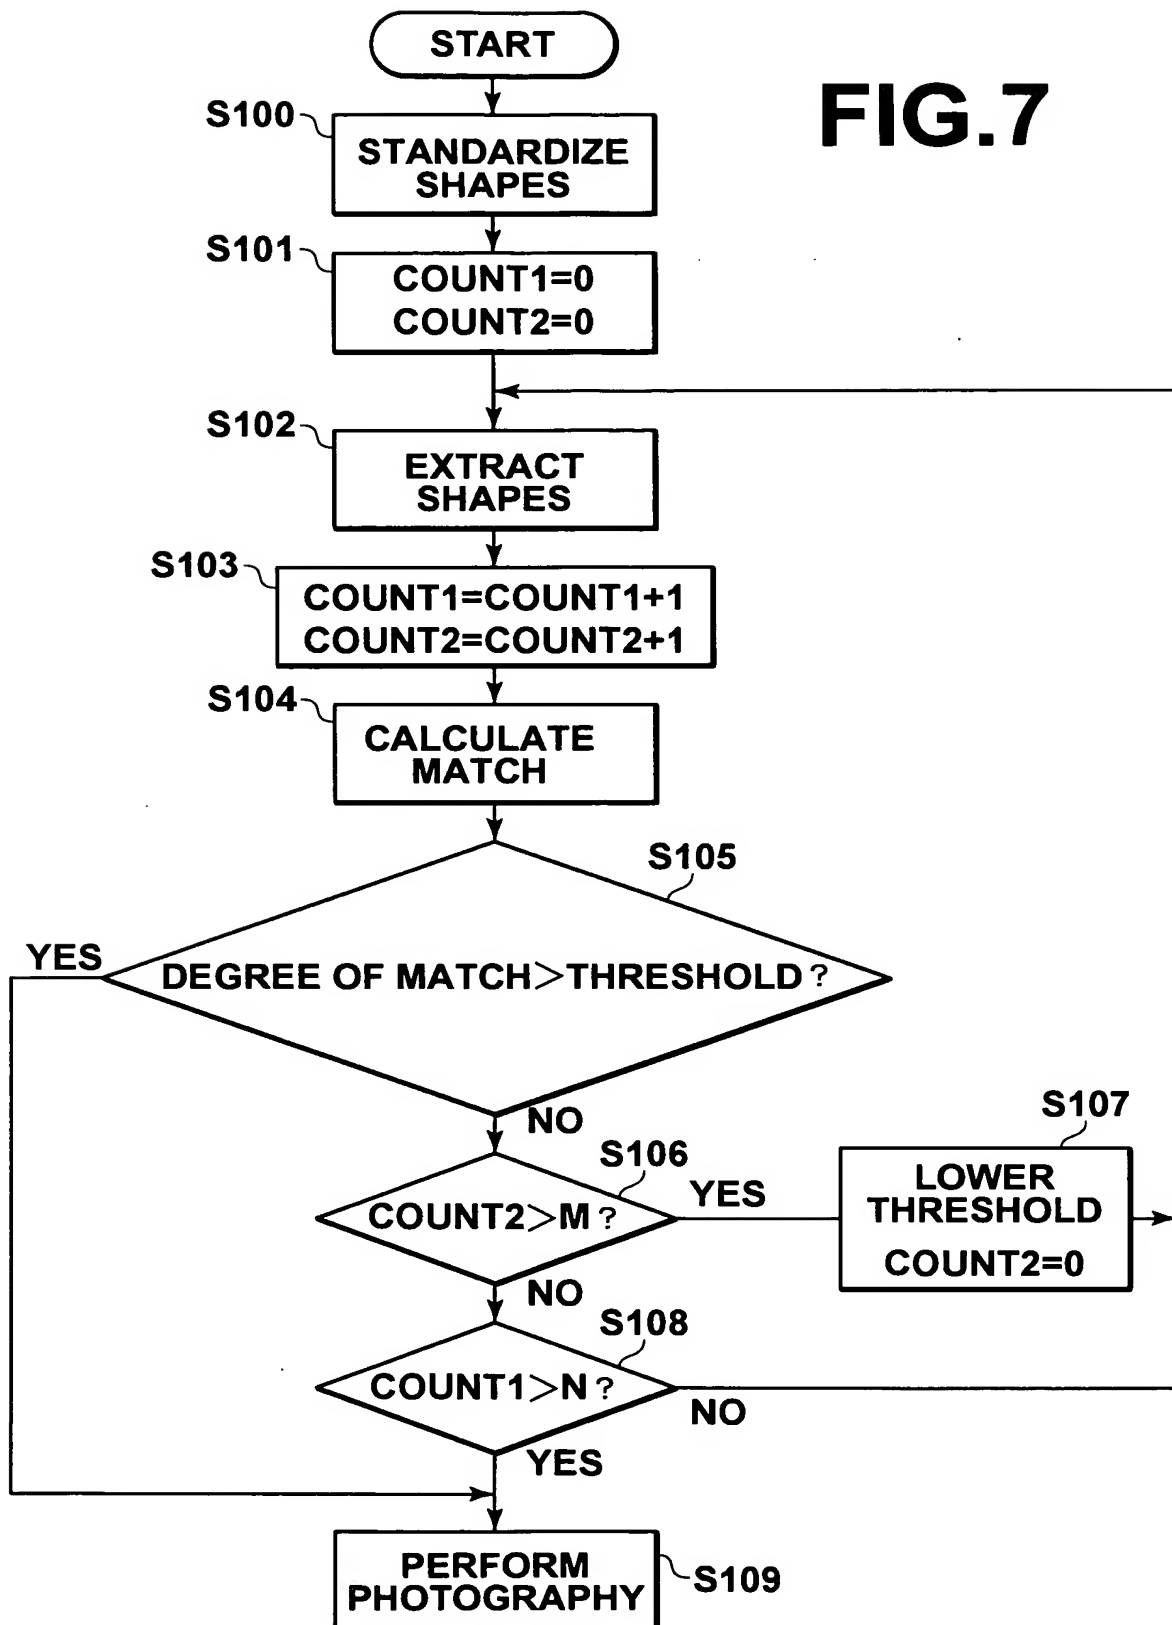 START
FIG.7
S100
STANDARDIZE
SHAPES
S101
COUNT1=0
COUNT2=0
S102
EXTRACT
SHAPES
S103
COUNT1=COUNT1+1
COUNT2=COUNT2+1
S104
CALCULATE
MATCH
S105
YES
DEGREE OF MATCH>THRESHOLD?
NO
S106
COUNT2>M?
YES
S107
LOWER
THRESHOLD
COUNT2=0
NO
S108
COUNT1>N?
NO
YES
PERFORM
PHOTOGRAPHY
S109